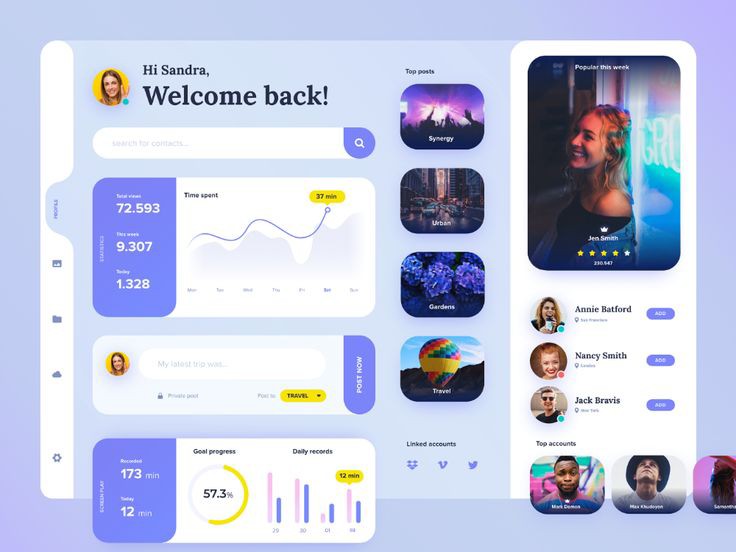 Hi Sandra,
Welcome back!
search for contacts...
PROFILE
STATISTICS
Total views
72.593
This week
9.307
Today
1.328
Time spent
37 min
Mon
Tue
Wed
Thu
Fri
Sat
Sun
My latest trip was...
Private post
Post to
TRAVEL
POST NOW
SCREEN PLAY
Recorded
173 min
Today
12 min
Goal progress
57.3%
Daily records
12 min
29
30
01
Top posts
Synergy
Urban
Gardens
Travel
Linked accounts
Popular this week
Jen Smith
230.547
Annie Batford
San Francisco
ADD
Nancy Smith
London
ADD
Jack Bravis
New York
ADD
Top accounts
Mark Demon
Max Khudoyon
Samantha